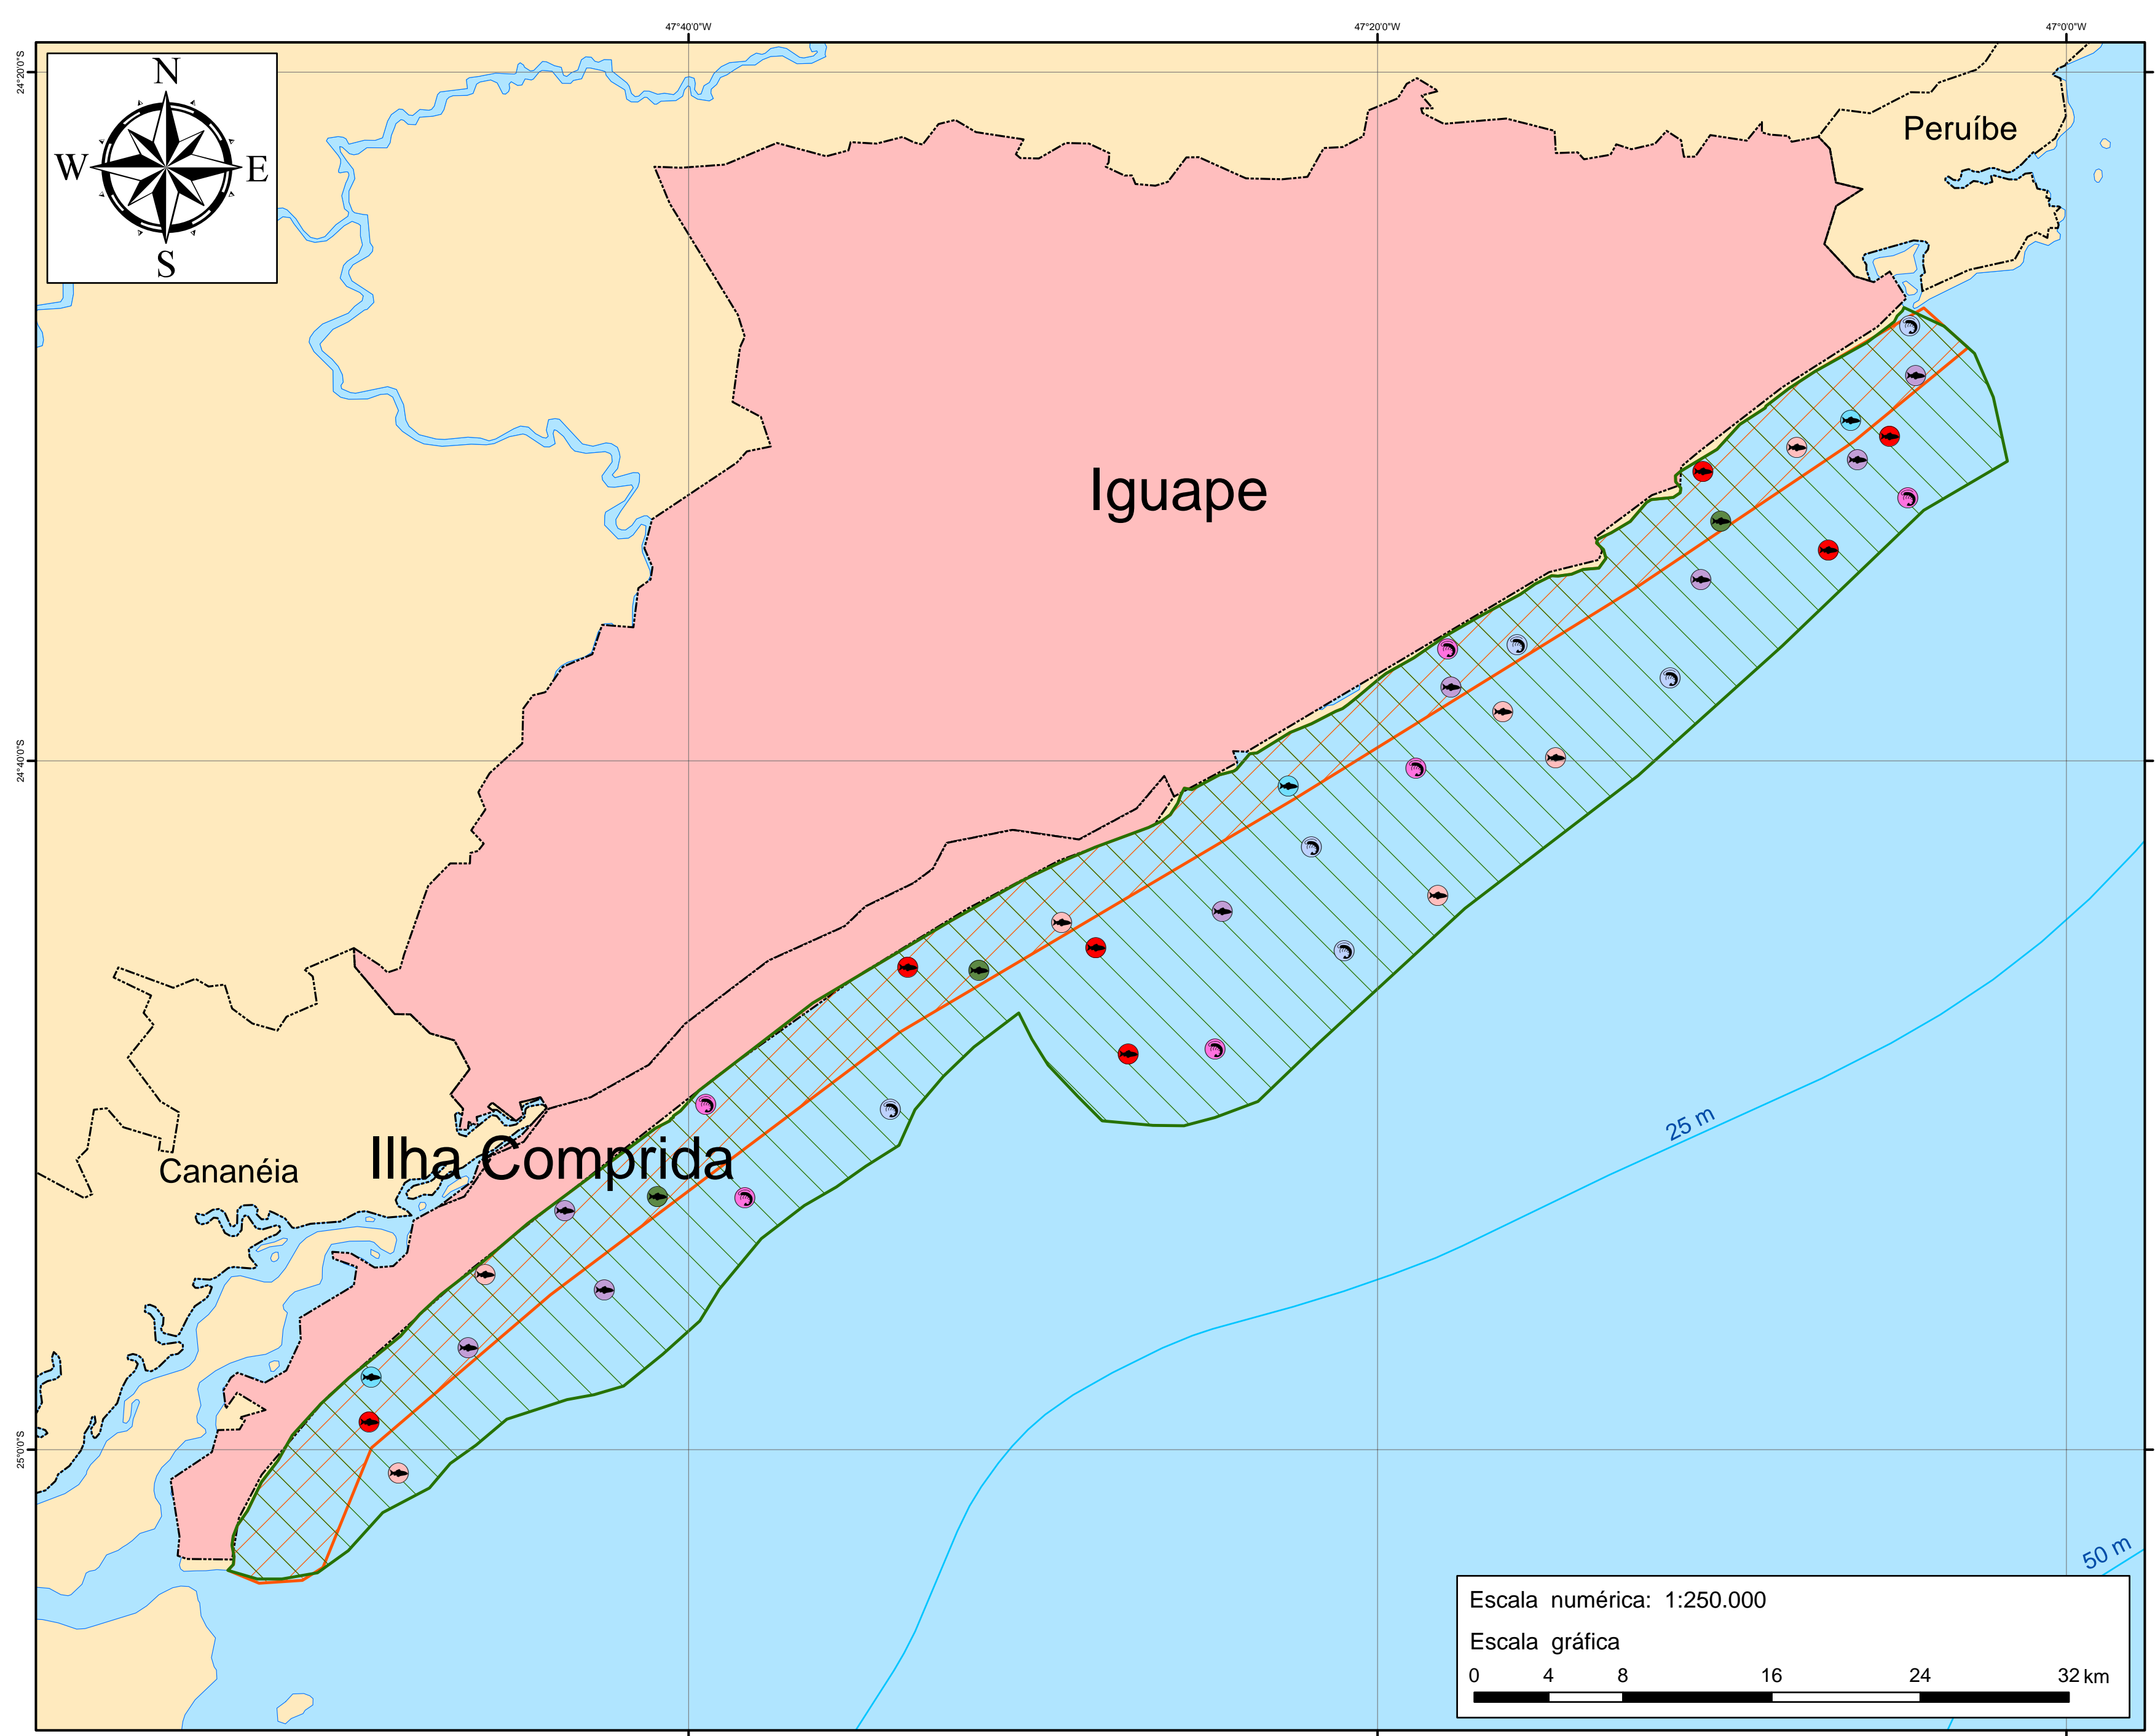 47°40'0"W
47°20'0"W
47°0'0"W
24°20'0"S
N
W
E
S
Peruíbe
Iguape
24°40'0"S
25 m
Ilha Comprida
Cananéia
25°0'0"S
50 m
Escala numérica: 1:250.000
Escala gráfica
0 4 8 16 24 32 km